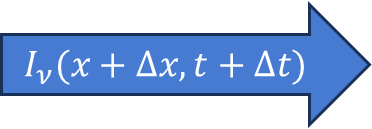 I_ν(x + Δx, t + Δt)